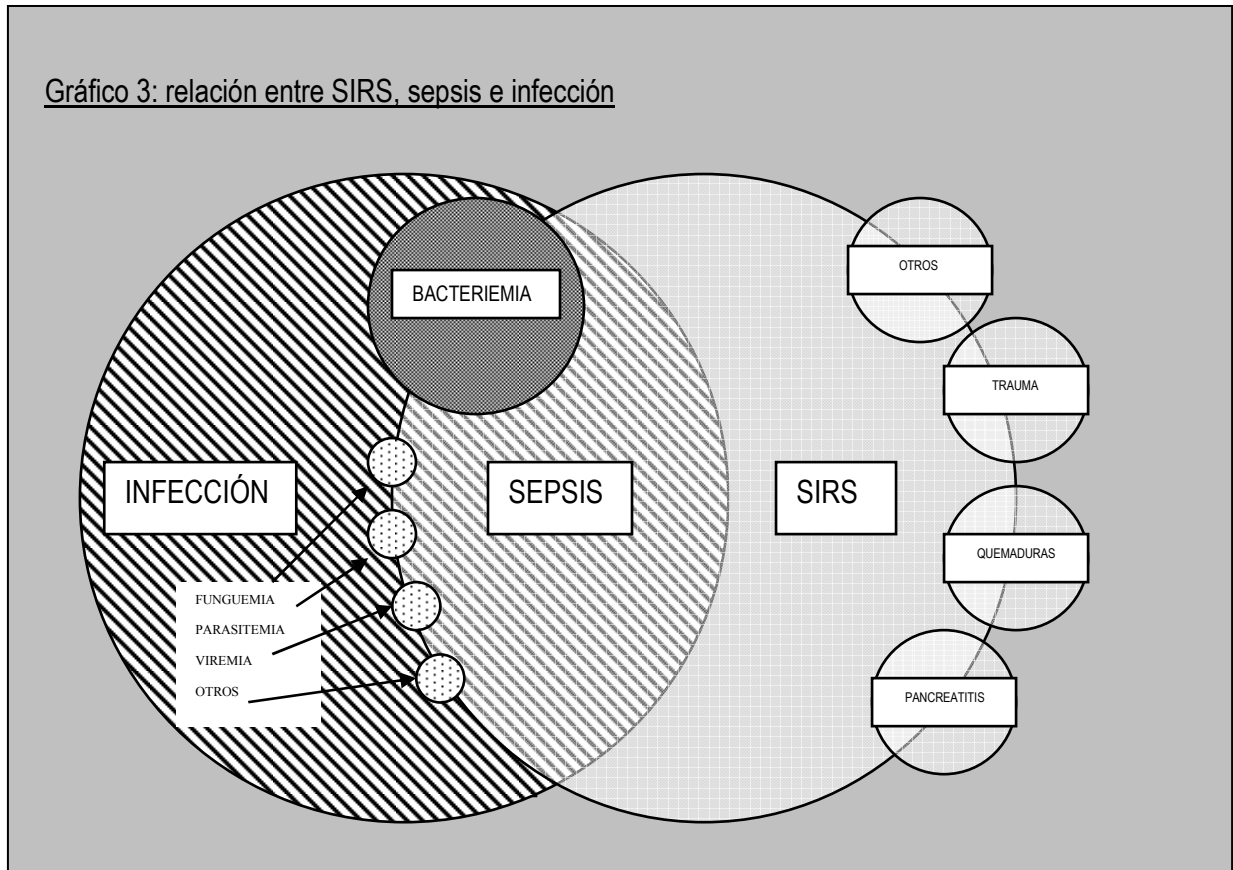 Gráfico 3: relación entre SIRS, sepsis e infección
BACTERIEMIA
OTROS
TRAUMA
INFECCIÓN
SEPSIS
SIRS
QUEMADURAS
FUNGUEMIA
PARASITEMIA
VIREMIA
OTROS
PANCREATITIS